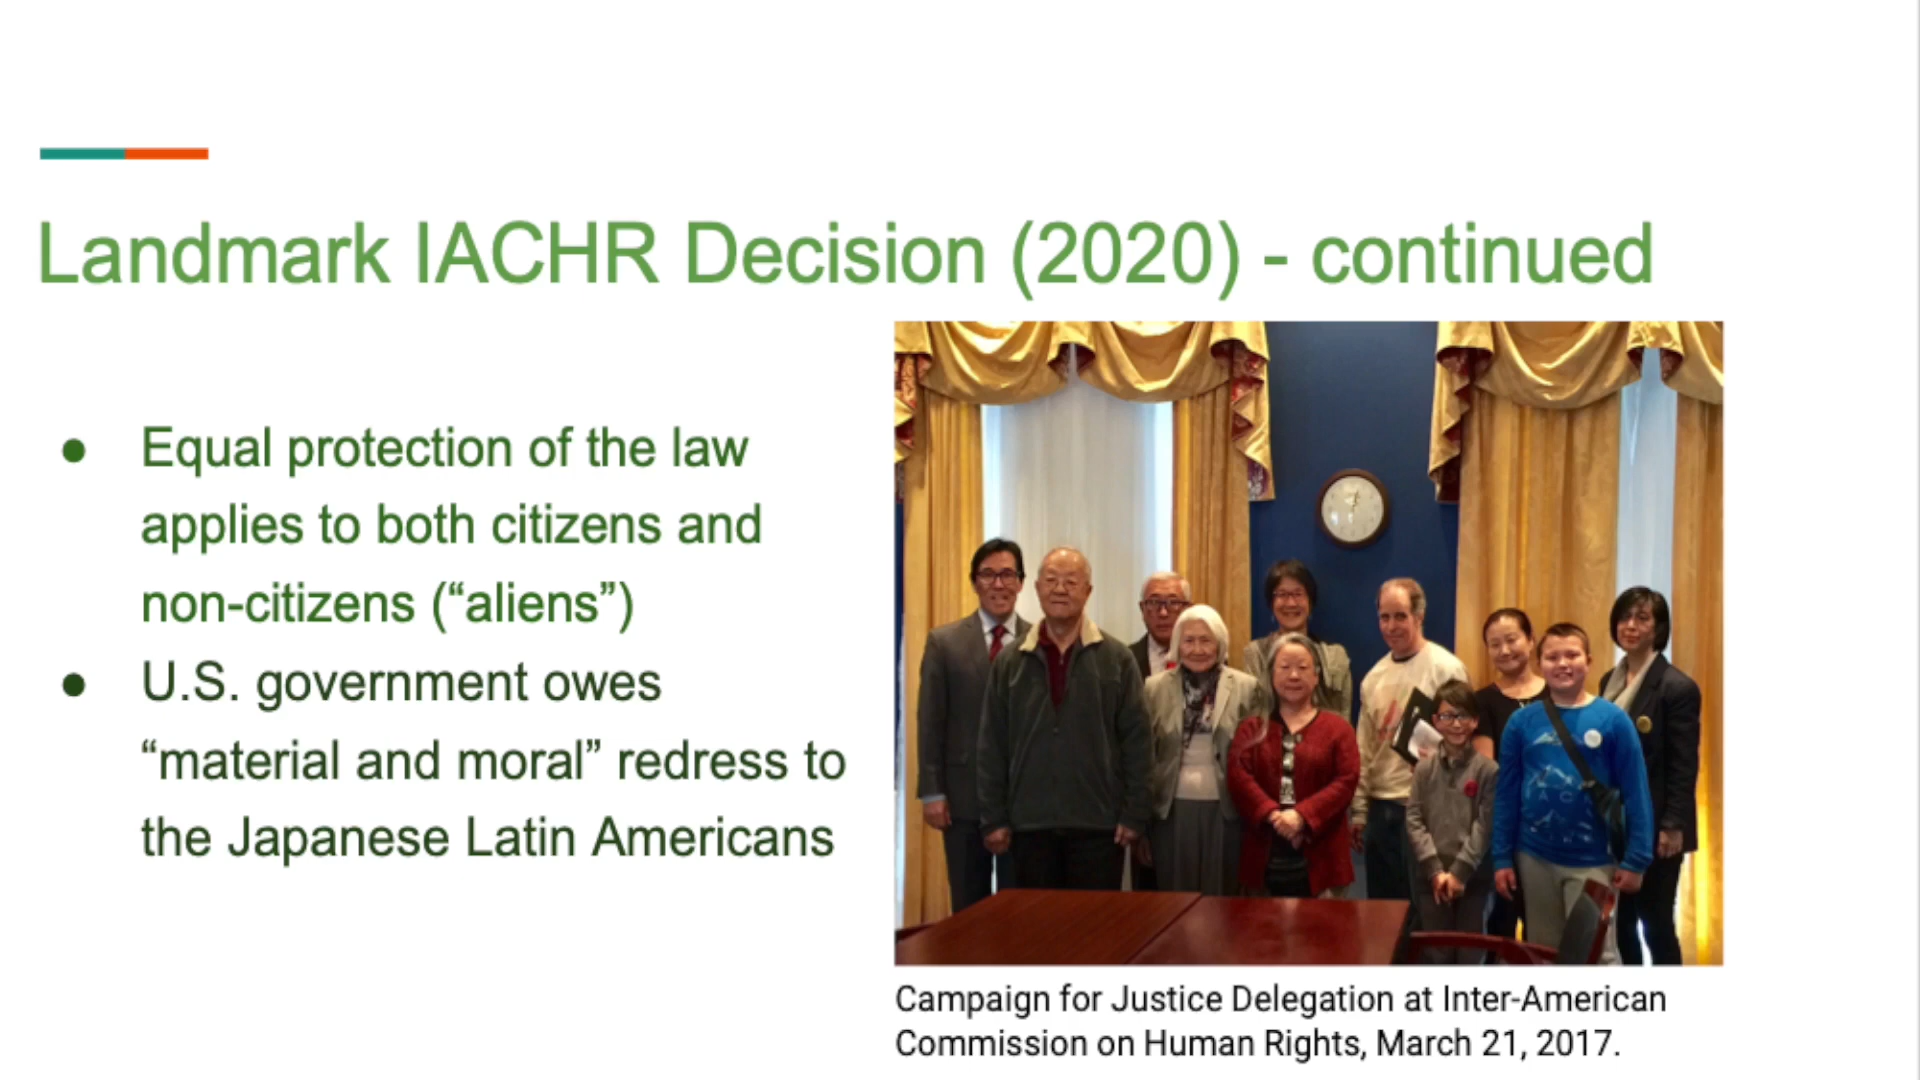 Landmark IACHR Decision (2020) - continued
● Equal protection of the law
applies to both citizens and
non-citizens (“aliens”)
● U.S. government owes
“material and moral” redress to
the Japanese Latin Americans
Campaign for Justice Delegation at Inter-American
Commission on Human Rights, March 21, 2017.